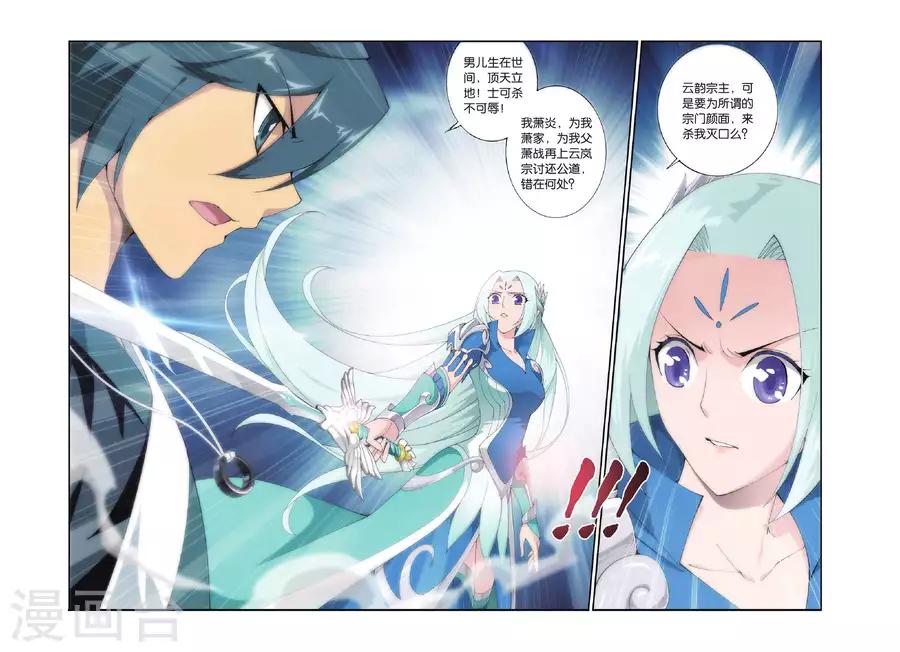 男儿生在世
间，顶天立
地！士可杀
不可辱！
我萧炎，为我
萧家，为我父
萧战再上云岚
宗讨还公道，
错在何处？
云韵宗主，可
是要为所谓的
宗门颜面，来
杀我灭口么？
!!!
漫画台